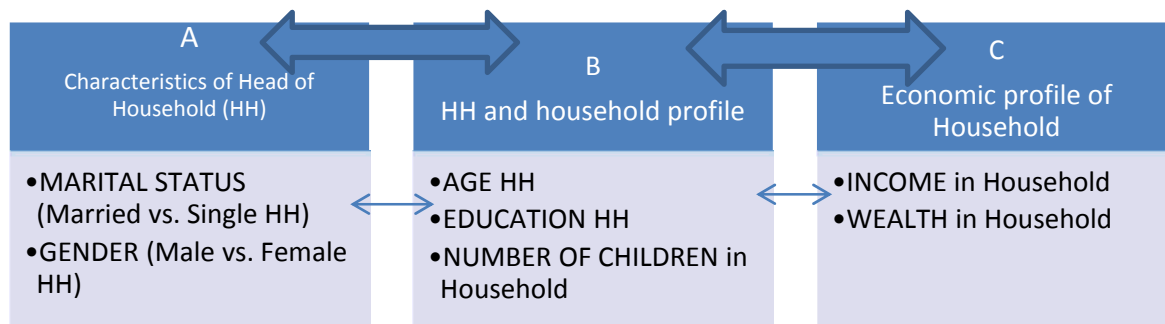 A
Characteristics of Head of
Household (HH)
•MARITAL STATUS
(Married vs. Single HH)
•GENDER (Male vs. Female
HH)
B
HH and household profile
•AGE HH
•EDUCATION HH
•NUMBER OF CHILDREN in
Household
C
Economic profile of
Household
•INCOME in Household
•WEALTH in Household